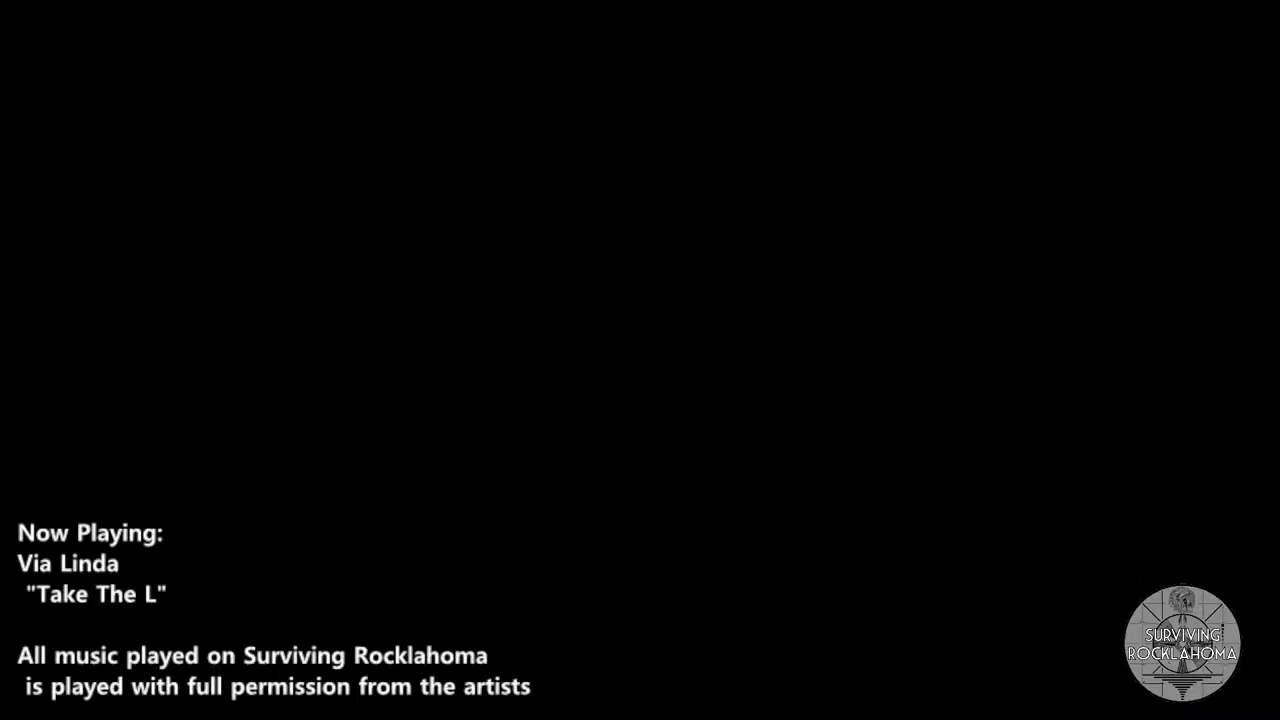 Now Playing:
Via Linda
"Take The L"
All music played on Surviving Rocklahoma
is played with full permission from the artists
SURVIVING
ROCKLAHOMA